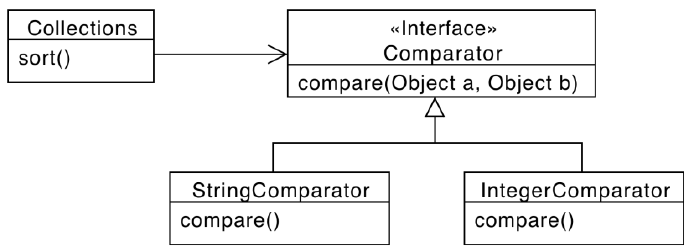 Collections
sort()
«Interface»
Comparator
compare(Object a, Object b)
StringComparator
compare()
IntegerComparator
compare()